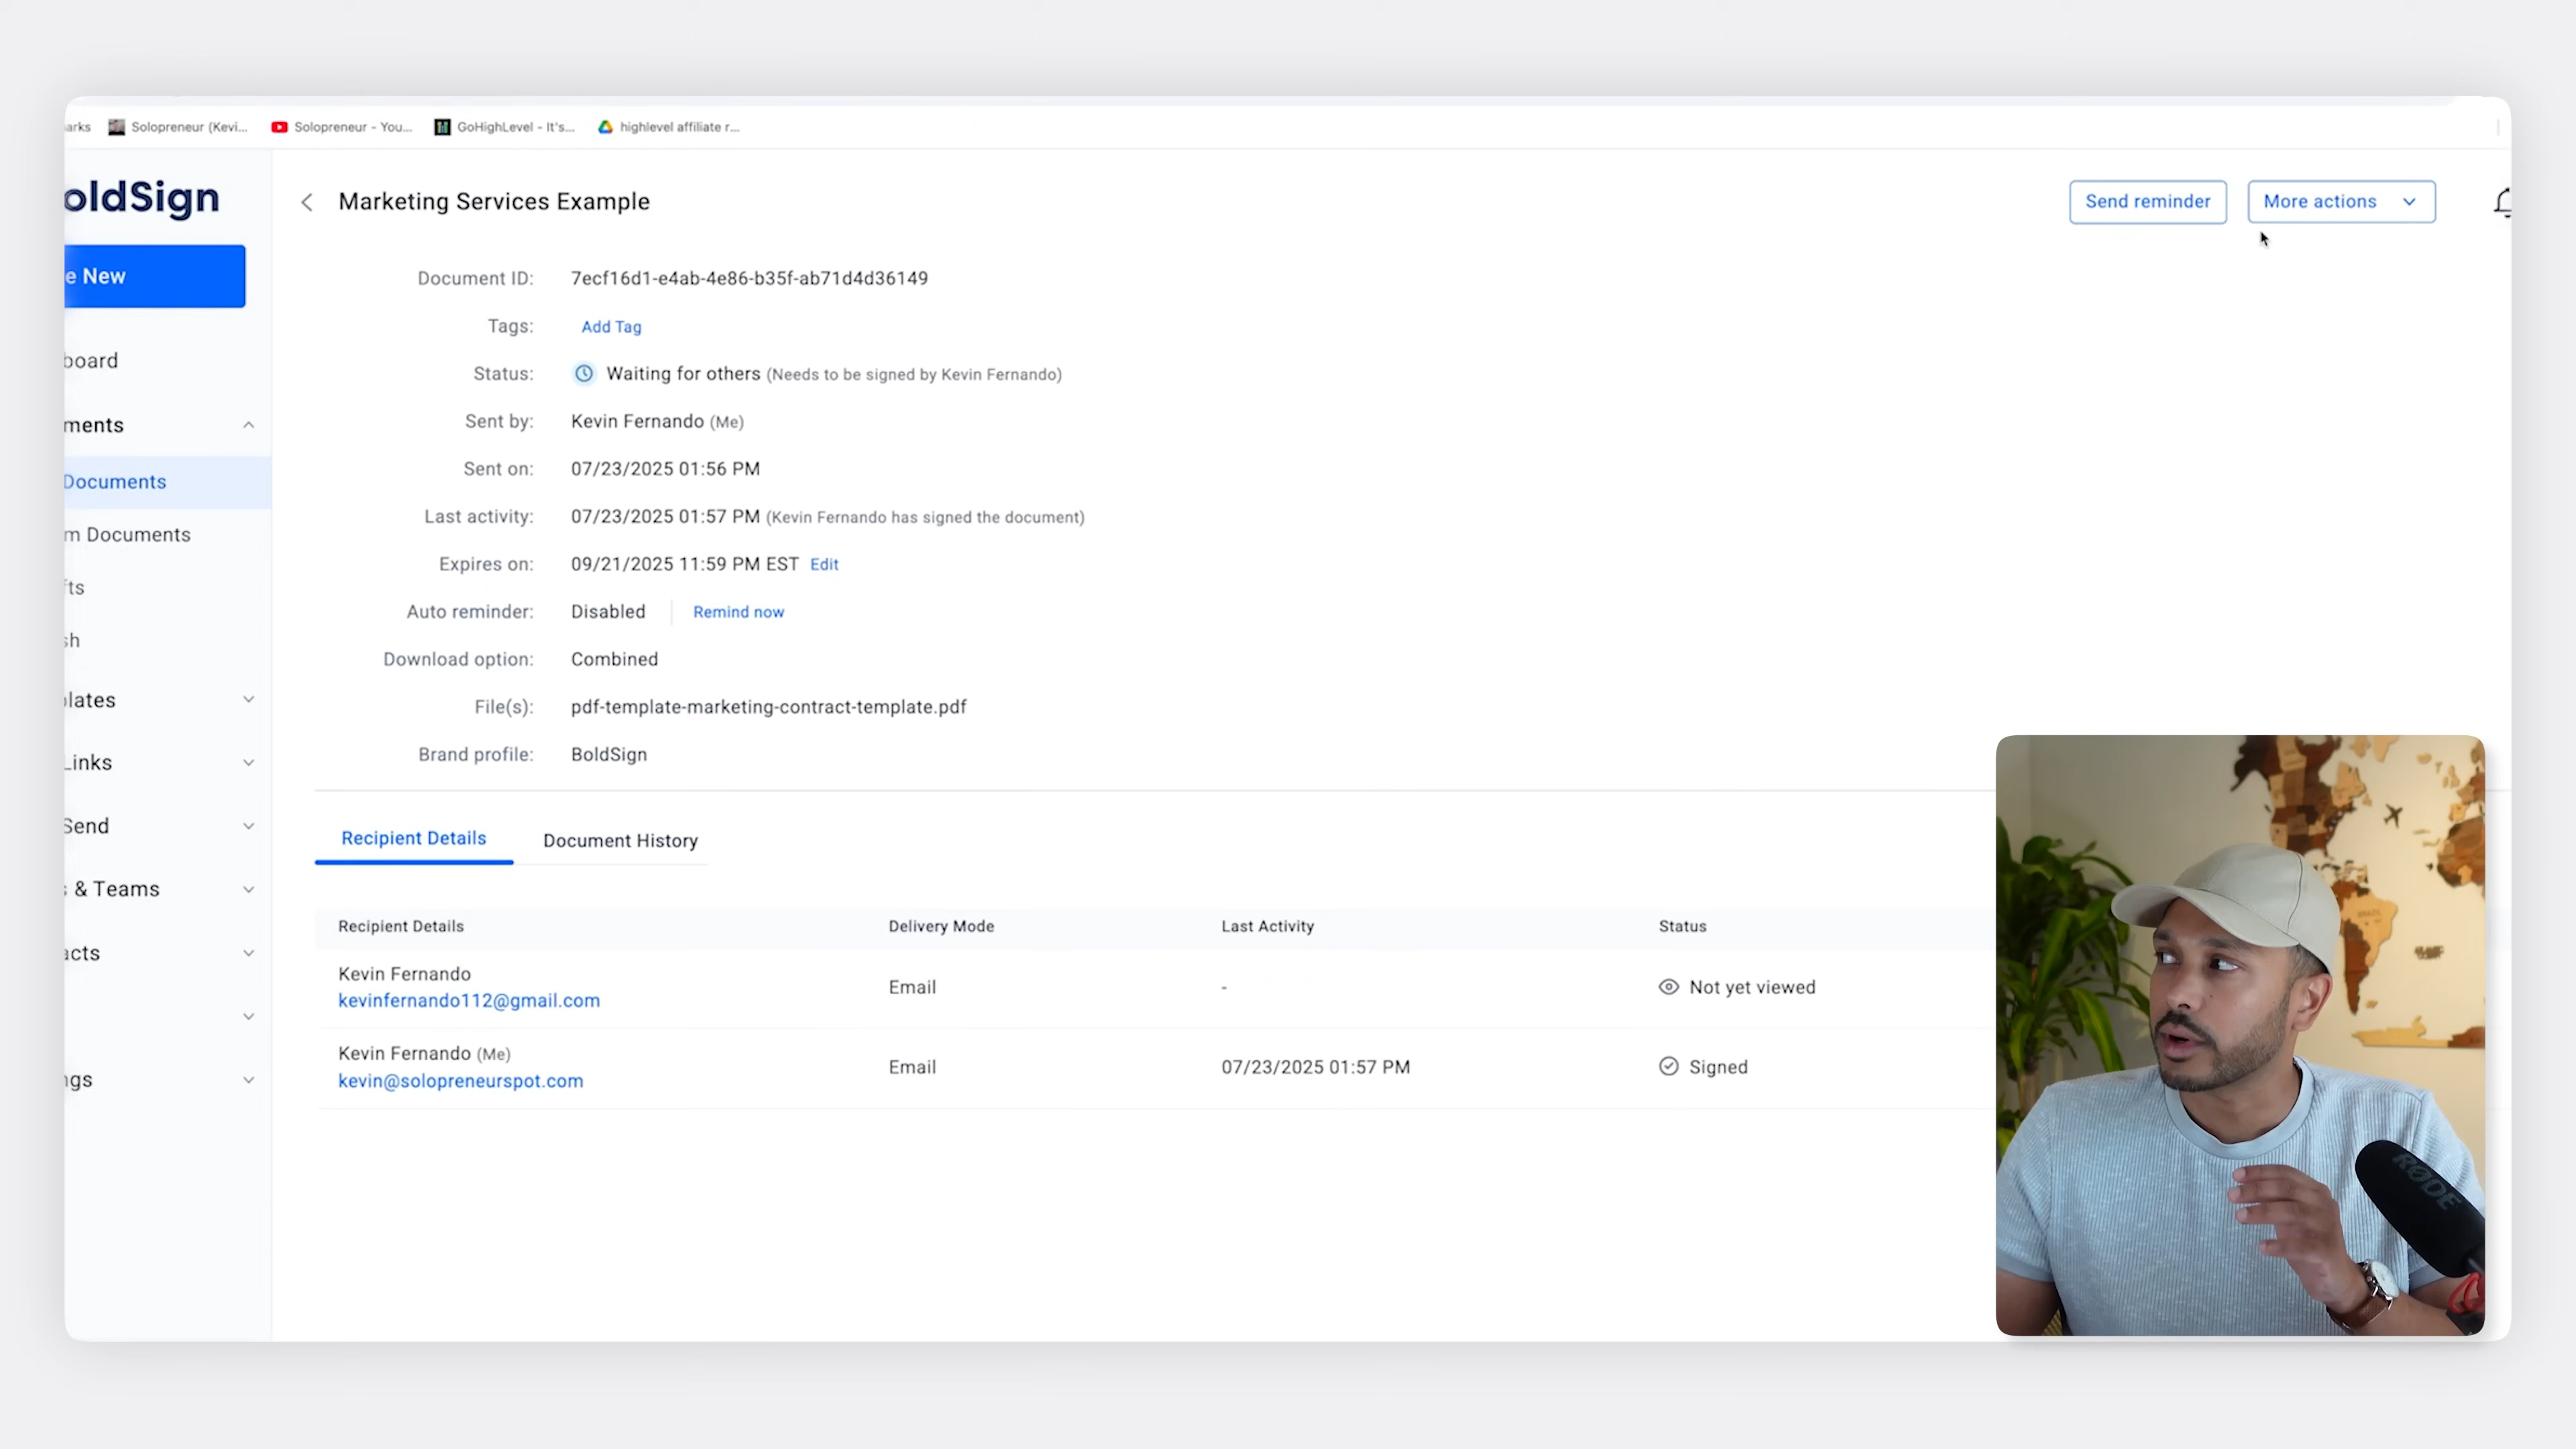 arks Solopreneur (Kevi... Solopreneur - You... GoHighLevel - It's... highlevel affiliate r...
oldSign
e New
board
ments
Documents
m Documents
fts
sh
lates
Links
Send
s & Teams
acts
ngs
Marketing Services Example
Send reminder
More actions
Document ID: 7ecf16d1-e4ab-4e86-b35f-ab71d4d36149
Tags: Add Tag
Status: Waiting for others (Needs to be signed by Kevin Fernando)
Sent by: Kevin Fernando (Me)
Sent on: 07/23/2025 01:56 PM
Last activity: 07/23/2025 01:57 PM (Kevin Fernando has signed the document)
Expires on: 09/21/2025 11:59 PM EST Edit
Auto reminder: Disabled Remind now
Download option: Combined
File(s): pdf-template-marketing-contract-template.pdf
Brand profile: BoldSign
Recipient Details Document History
Recipient Details Delivery Mode Last Activity Status
Kevin Fernando
kevinfernando112@gmail.com Email - Not yet viewed
Kevin Fernando (Me)
kevin@solopreneurspot.com Email 07/23/2025 01:57 PM Signed
BRAZIL
RODE